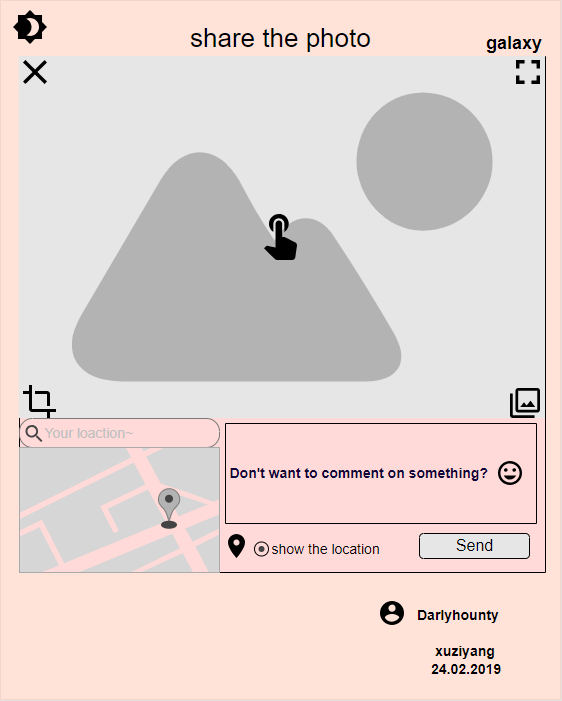 share the photo
galaxy
Your loaction~
Don't want to comment on something?
show the location
Send
Darlyhounty
xuziyang
24.02.2019